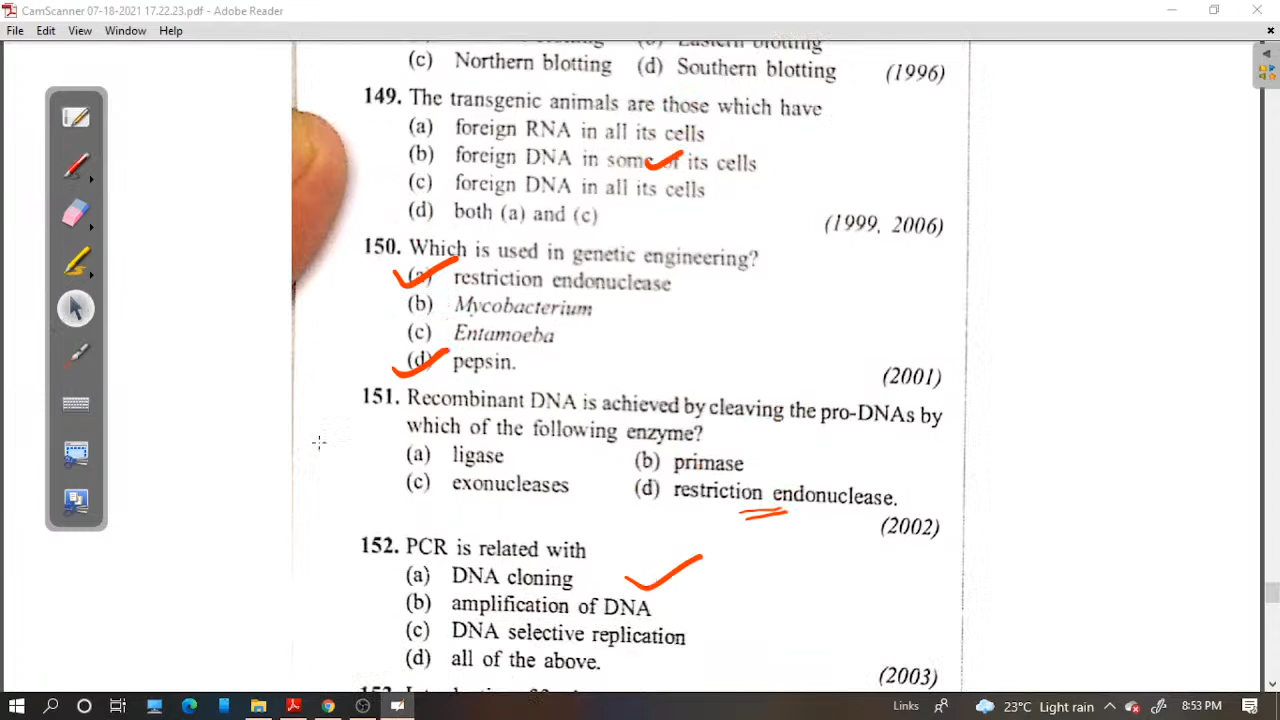 CamScanner 07-18-2021 17.22.23.pdf - Adobe Reader
File Edit View Window Help
(c) Northern blotting (d) Southern blotting (1996)
149. The transgenic animals are those which have
(a) foreign RNA in all its cells
(b) foreign DNA in some of its cells
(c) foreign DNA in all its cells
(d) both (a) and (c) (1999, 2006)
150. Which is used in genetic engineering?
(a) restriction endonuclease
(b) Mycobacterium
(c) Entamoeba
(d) pepsin.
(2001)
151. Recombinant DNA is achieved by cleaving the pro-DNAs by
which of the following enzyme?
(a) ligase (b) primase
(c) exonucleases (d) restriction endonuclease.
(2002)
152. PCR is related with
(a) DNA cloning
(b) amplification of DNA
(c) DNA selective replication
(d) all of the above.
(2003)
Links 23°C Light rain 8:53 PM